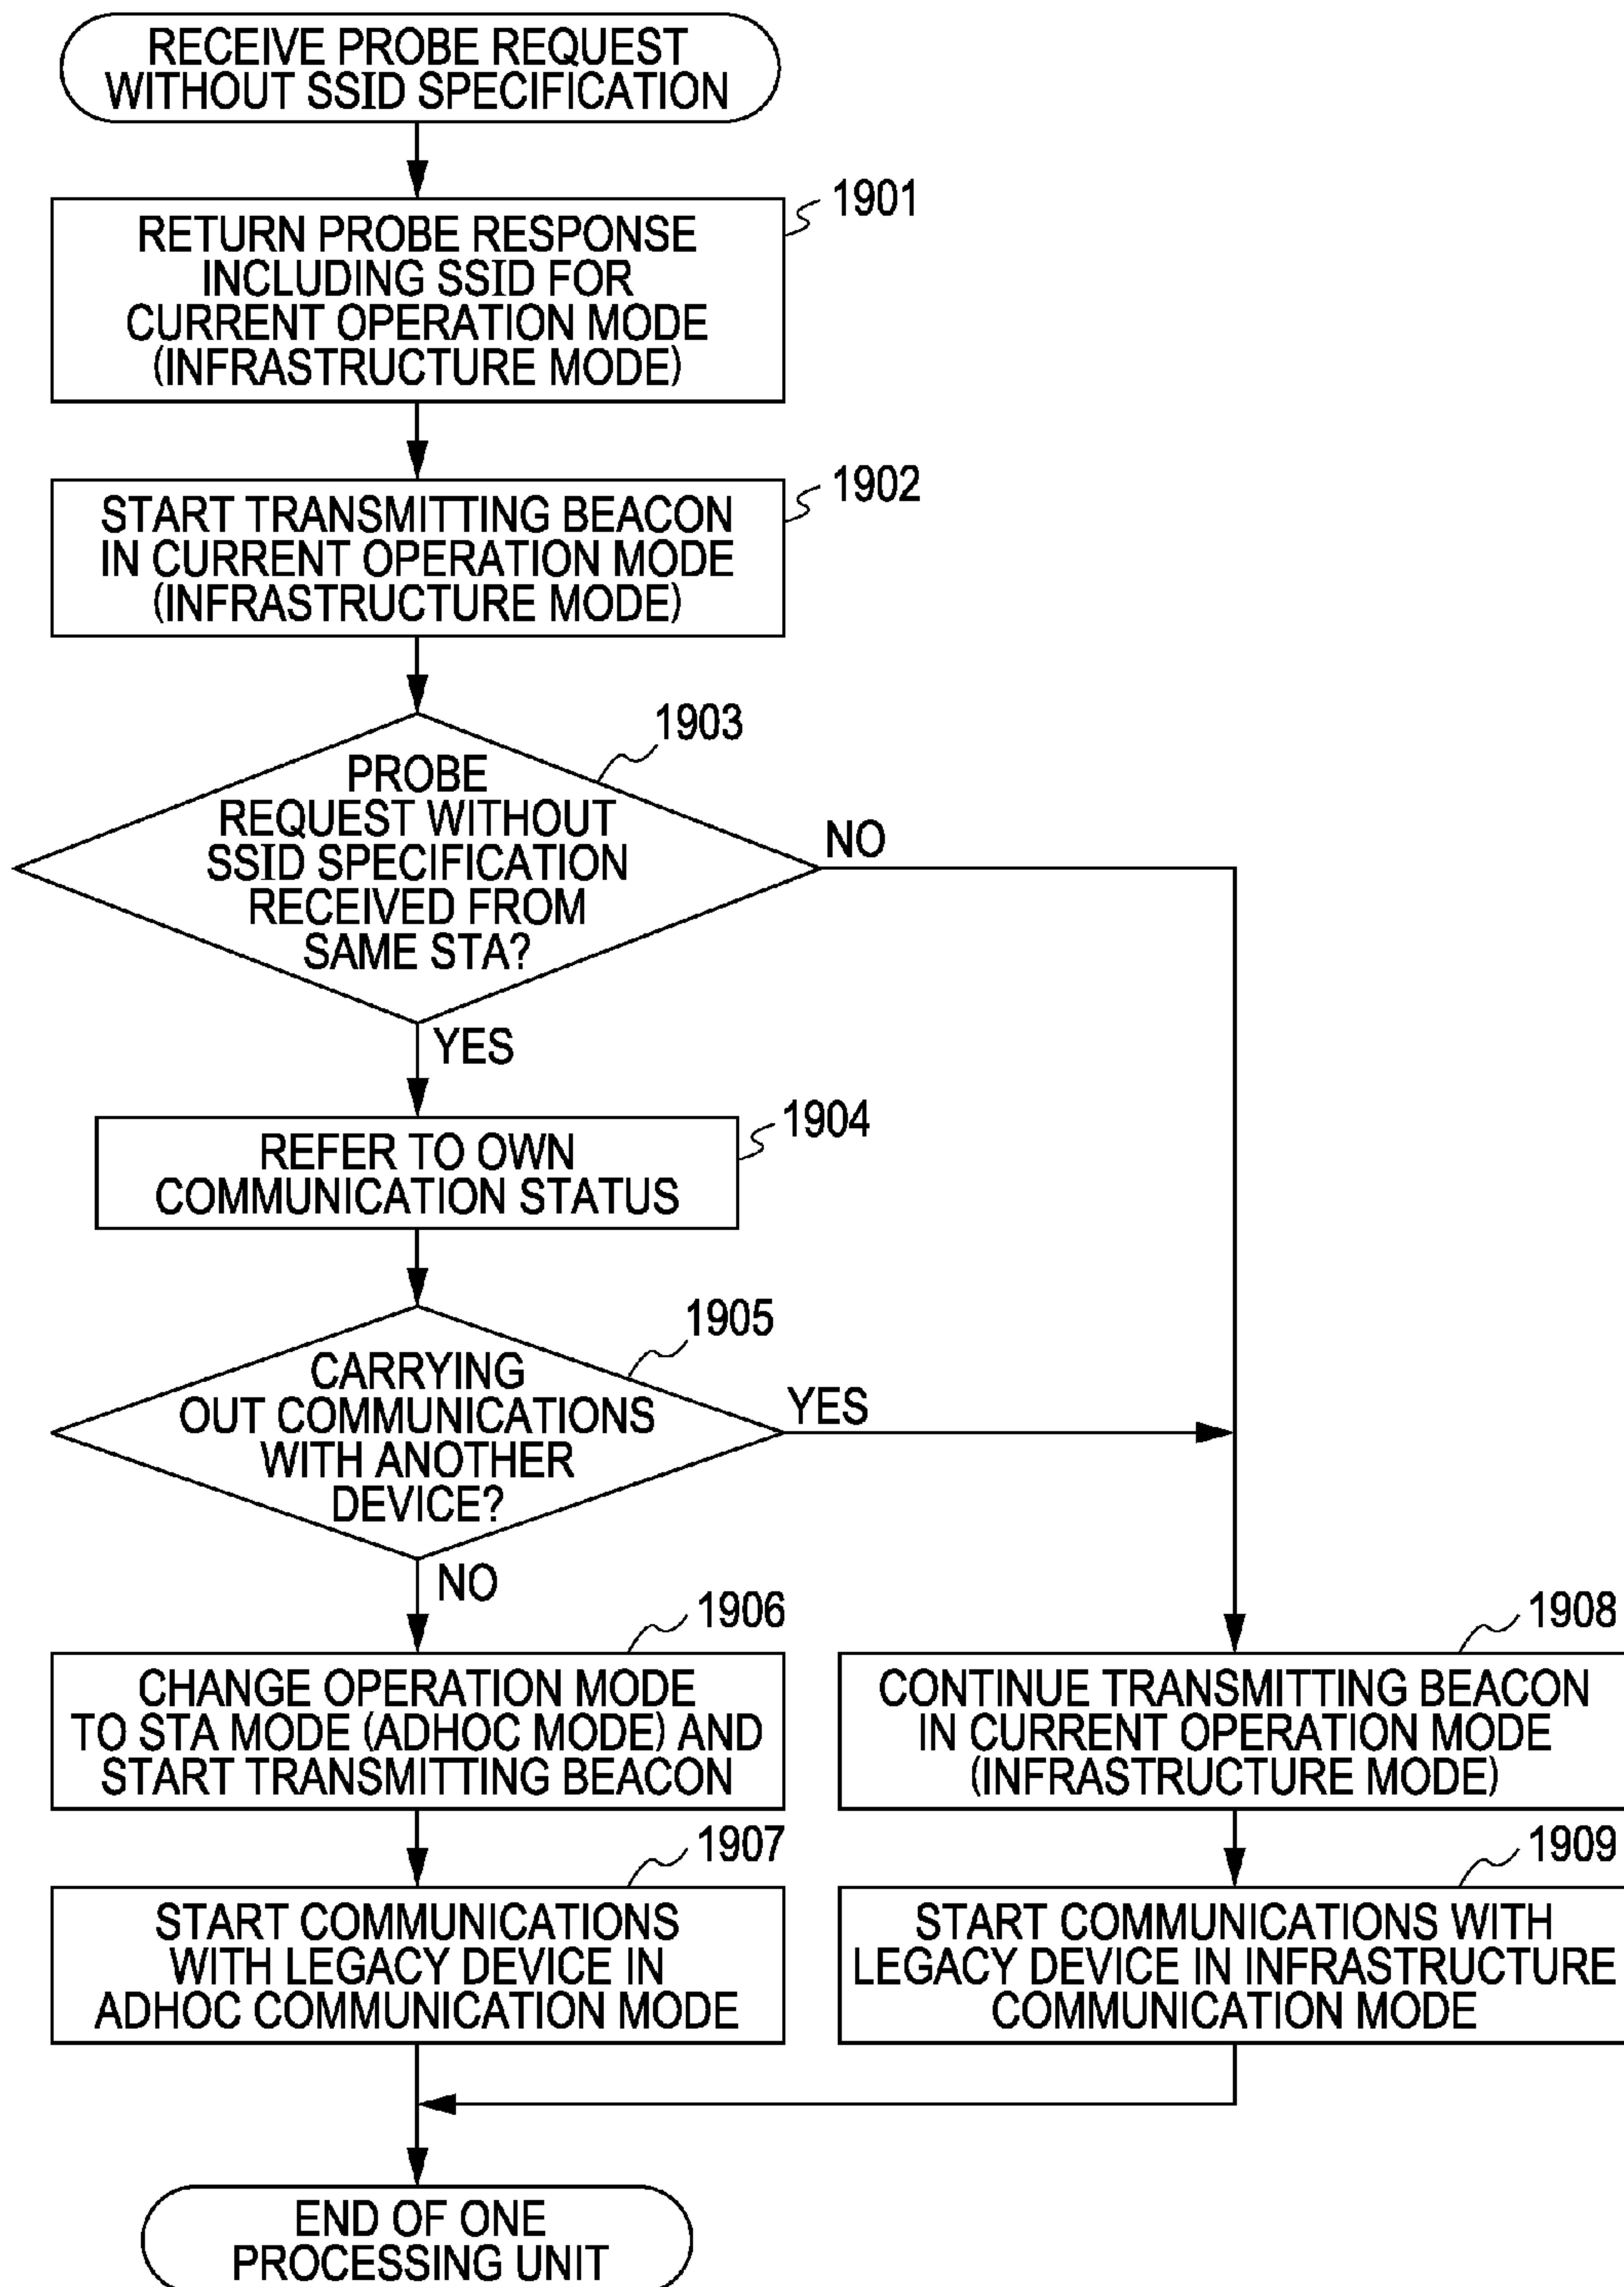 RECEIVE PROBE REQUEST
WITHOUT SSID SPECIFICATION
1901
RETURN PROBE RESPONSE
INCLUDING SSID FOR
CURRENT OPERATION MODE
(INFRASTRUCTURE MODE)
1902
START TRANSMITTING BEACON
IN CURRENT OPERATION MODE
(INFRASTRUCTURE MODE)
1903
PROBE
REQUEST WITHOUT
SSID SPECIFICATION
RECEIVED FROM
SAME STA?
NO
YES
1904
REFER TO OWN
COMMUNICATION STATUS
1905
CARRYING
OUT COMMUNICATIONS
WITH ANOTHER
DEVICE?
YES
NO
1906
CHANGE OPERATION MODE
TO STA MODE (ADHOC MODE) AND
START TRANSMITTING BEACON
1908
CONTINUE TRANSMITTING BEACON
IN CURRENT OPERATION MODE
(INFRASTRUCTURE MODE)
1907
START COMMUNICATIONS
WITH LEGACY DEVICE IN
ADHOC COMMUNICATION MODE
1909
START COMMUNICATIONS WITH
LEGACY DEVICE IN INFRASTRUCTURE
COMMUNICATION MODE
END OF ONE
PROCESSING UNIT